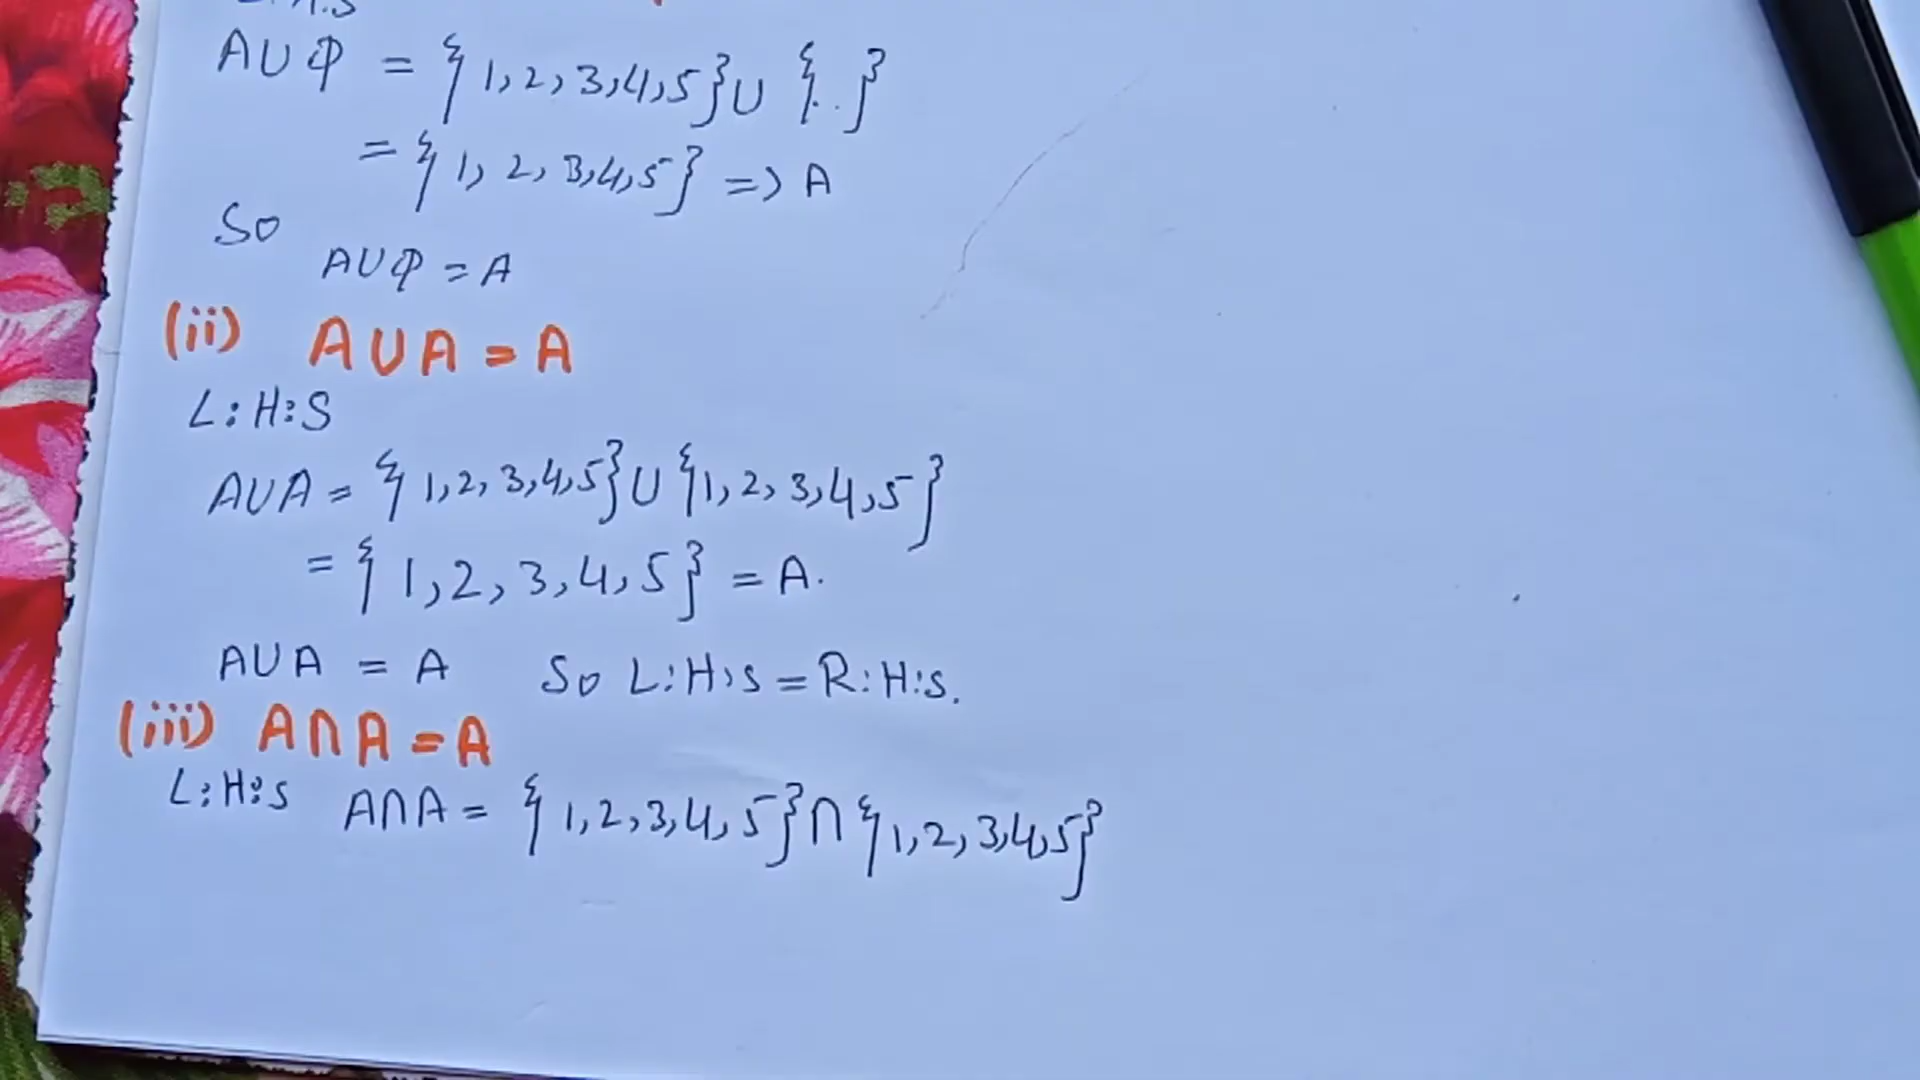 A∪Φ = {1,2,3,4,5}∪ {..}
= {1, 2, 3,4,5} => A
So
A∪Φ = A
(ii) A∪A = A
L:H:S
A∪A = {1,2,3,4,5}∪{1,2,3,4,5}
= {1,2,3,4,5} = A.
A∪A = A So L:H:S = R:H:S.
(iii) A∩A = A
L:H:S A∩A = {1,2,3,4,5}∩{1,2,3,4,5}